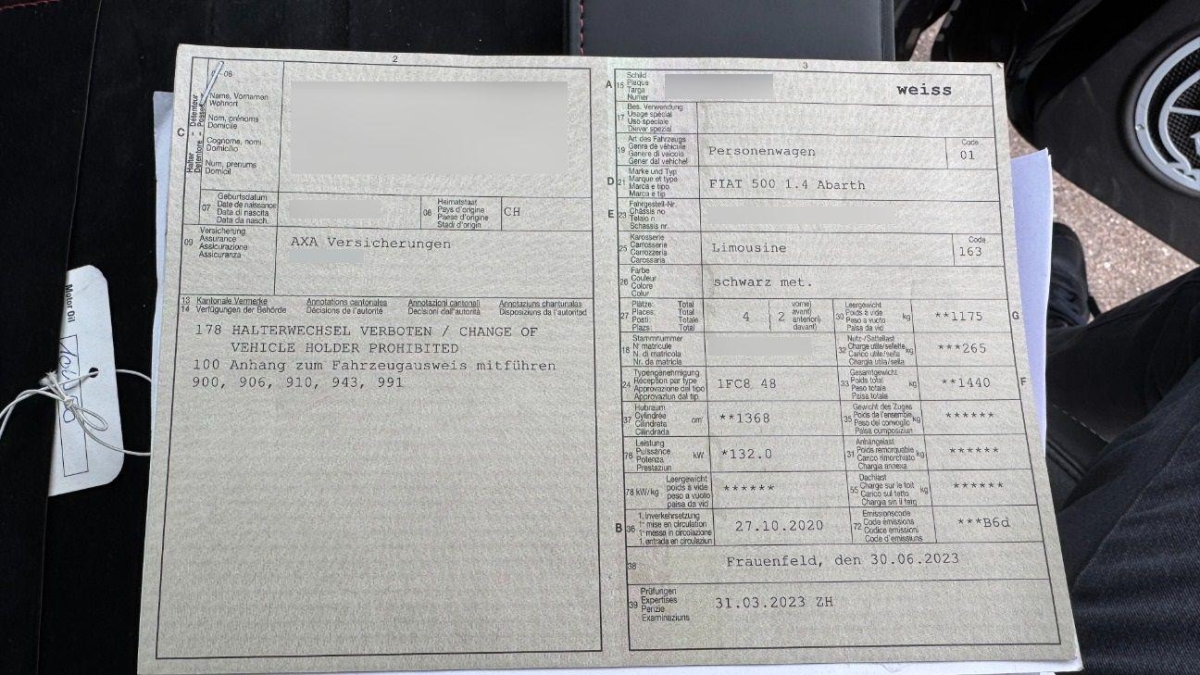 2
C
06
Halter
Détenteur
Detentore
Name, Vornamen
Wohnort
Nom, prénoms
Domicile
Cognome, nomi
Domicilio
Num, prenums
Domicil
07
Geburtsdatum
Date de naissance
Data di nascita
Data da nasch.
08
Heimatstaat
Pays d'origine
Paese d'origine
Stadi d'origin
CH
09
Versicherung
Assurance
Assicurazione
Assicuranza
AXA Versicherungen
13 Kantonale Vermerke Annotations cantonales Annotazioni cantonali Annotaziuns chantunalas
14 Verfügungen der Behörde Décisions de l'autorité Decisioni dell'autorità Disposiziuns da l'autoritad
178 HALTERWECHSEL VERBOTEN / CHANGE OF
VEHICLE HOLDER PROHIBITED
100 Anhang zum Fahrzeugausweis mitführen
900, 906, 910, 943, 991
Motor Oil
3
A 15
Schild
Plaque
Targa
Numer
weiss
17
Bes. Verwendung
Usage spécial
Uso speciale
Diever spezial
19
Art des Fahrzeugs
Genre de véhicule
Genere di veicolo
Gener dal vehichel
Personenwagen
Code
01
D 21
Marke und Typ
Marque et type
Marca e tipo
Marca e tip
FIAT 500 1.4 Abarth
E 23
Fahrgestell-Nr.
Châssis no
Telaio n.
Schassis nr.
25
Karosserie
Carrosserie
Carrozzeria
Carossaria
Limousine
Code
163
26
Farbe
Couleur
Colore
Colur
schwarz met.
27
Plätze: Total
Places: Total
Posti: Totale
Plazs: Total
4
2
vorne)
avant)
anteriori)
davant)
30
Leergewicht
Poids à vide
Peso a vuoto
Paisa da vid
kg
**1175
G
18
Stammnummer
No matricule
N. di matricola
Nr. da matricla
32
Nutz-/Sattellast
Charge utile/sellette
Carico utile/sella
Chargia utila/sella
kg
***265
24
Typengenehmigung
Réception par type
Approvazione del tipo
Approvaziun dal tip
1FC8 48
33
Gesamtgewicht
Poids total
Peso totale
Paisa totala
kg
**1440
F
37
Hubraum
Cylindrée
Cilindrata
Cilindrada
cm³
**1368
35
Gewicht des Zuges
Poids de l'ensemble
Peso del convoglio
Paisa cumposiziun
kg
******
76
Leistung
Puissance
Potenza
Prestaziun
kW
*132.0
31
Anhängelast
Poids remorquable
Carico rimorchiato
Chargia annexa
kg
******
78 kW/kg
Leergewicht
poids à vide
peso a vuoto
paisa da vid
******
55
Dachlast
Charge sur le toit
Carico sul tetto
Chargia sin il tetg
kg
******
B 36
1. Inverkehrsetzung
1re mise en circulation
1a messa in circolazione
1. entrada en circulaziun
27.10.2020
72
Emissionscode
Code émissions
Codice emissioni
Code d'emissiuns
***B6d
38
Frauenfeld, den 30.06.2023
39
Prüfungen
Expertises
Perizie
Examinaziuns
31.03.2023 ZH